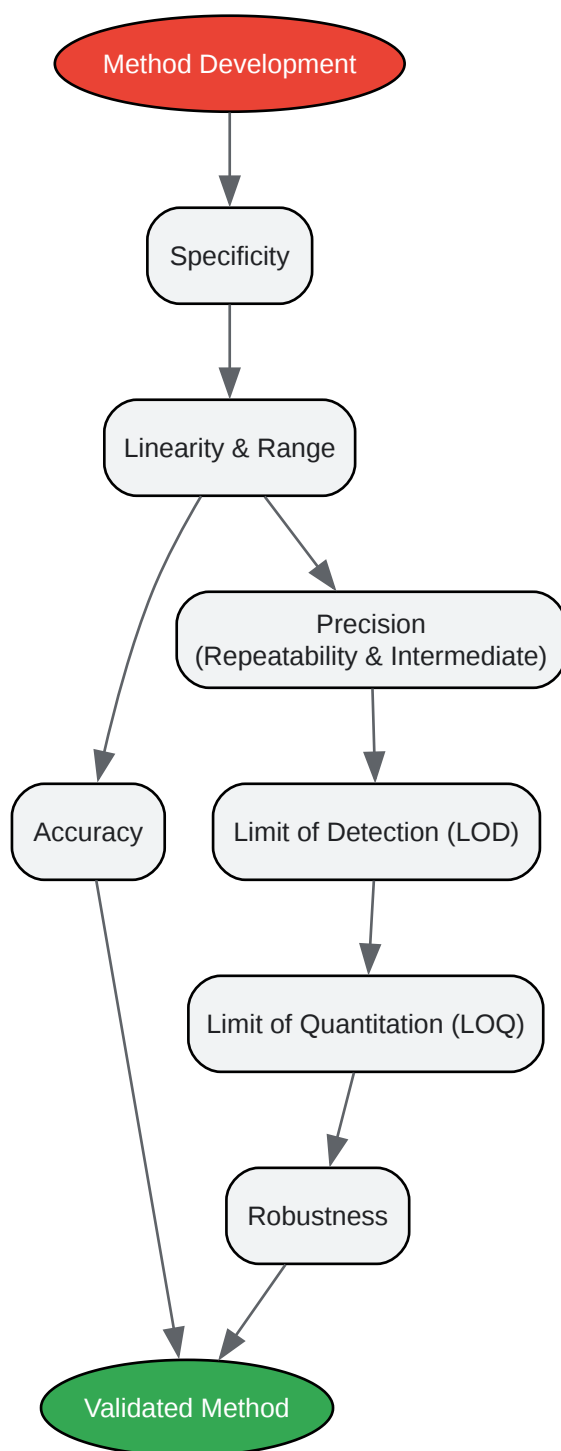 Method Development
Specificity
Linearity & Range
Precision
(Repeatability & Intermediate)
Accuracy
Limit of Detection (LOD)
Limit of Quantitation (LOQ)
Robustness
Validated Method